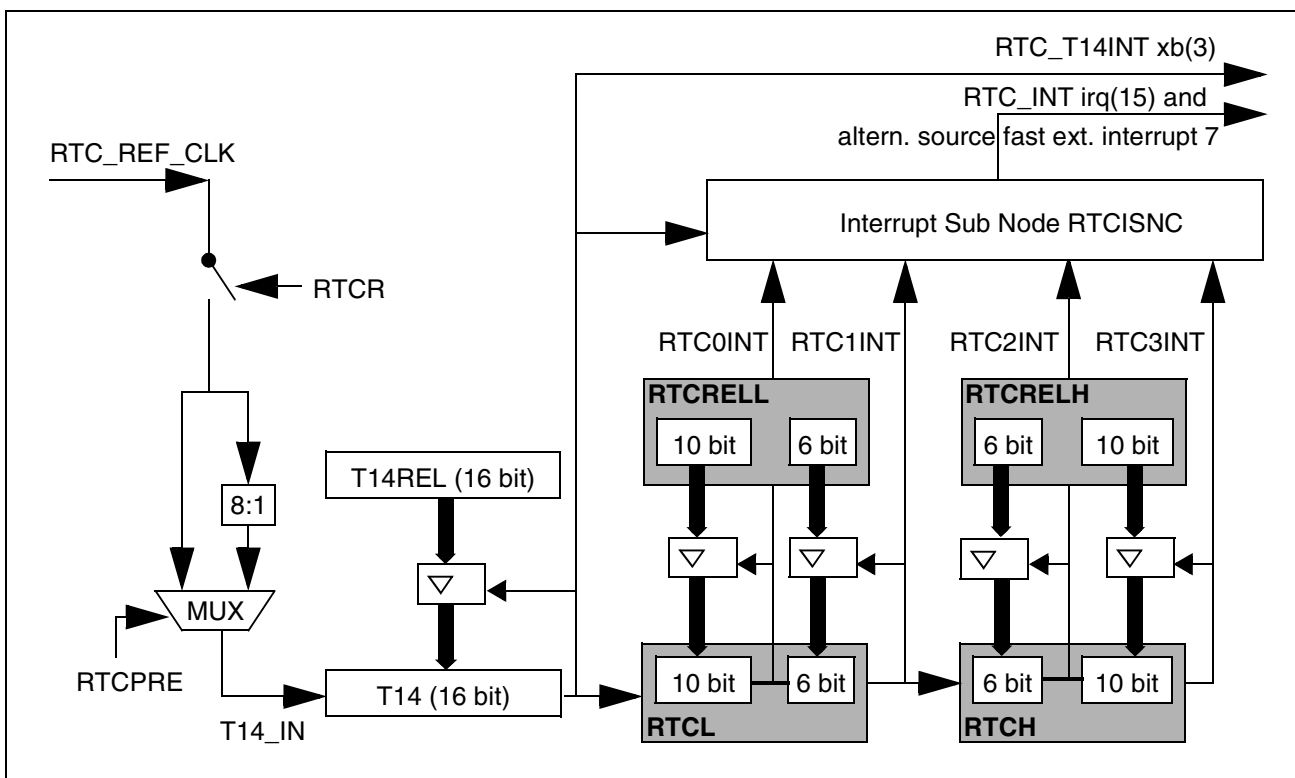 RTC_T14INT xb(3)
RTC_INT irq(15) and
altern. source fast ext. interrupt 7
RTC_REF_CLK
Interrupt Sub Node RTCISNC
RTCR
RTC0INT RTC1INT RTC2INT RTC3INT
RTCRELL RTCRELH
10 bit 6 bit 6 bit 10 bit
T14REL (16 bit)
8:1
MUX
RTCPRE
T14 (16 bit)
10 bit 6 bit 6 bit 10 bit
T14_IN
RTCL RTCH